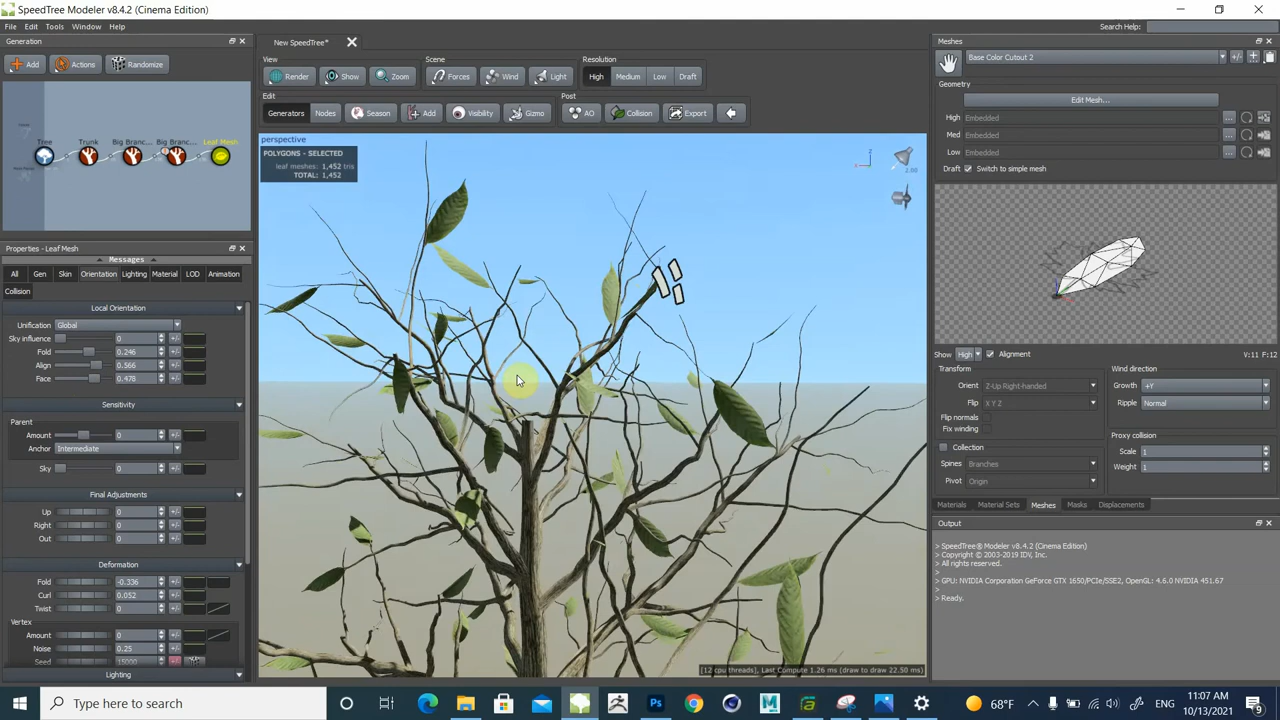 SpeedTree Modeler v8.4.2 (Cinema Edition)
File Edit Tools Window Help
Search Help:
Generation
New SpeedTree*
Meshes
Add Actions Randomize
View
Render Show Zoom
Scene
Forces Wind Light
Resolution
High Medium Low Draft
Edit
Generators Nodes Season Add Visibility Gizmo
Post
AO Collision Export
Base Color Cutout 2
Geometry
Edit Mesh...
High Embedded
Med Embedded
Low Embedded
Draft Switch to simple mesh
Tree Trunk Big Branc... Big Branc... Leaf Mesh
perspective
POLYGONS - SELECTED
leaf meshes: 1,452 tris
TOTAL: 1,452
2.00
Properties - Leaf Mesh
Messages
All Gen Skin Orientation Lighting Material LOD Animation
Collision
Local Orientation
Unification Global
Sky influence 0
Fold 0.246
Align 0.566
Face 0.478
Sensitivity
Parent
Amount 0
Anchor Intermediate
Sky 0
Final Adjustments
Up 0
Right 0
Out 0
Deformation
Fold -0.336
Curl 0.052
Twist 0
Vertex
Amount 0
Noise 0.25
Seed 15000
Lighting
Show High Alignment V:11 F:12
Transform
Orient Z-Up Right-handed
Flip X Y Z
Flip normals
Fix winding
Wind direction
Growth +Y
Ripple Normal
Collection
Spines Branches
Pivot Origin
Proxy collision
Scale 1
Weight 1
Materials Material Sets Meshes Masks Displacements
Output
> SpeedTree® Modeler v8.4.2 (Cinema Edition)
> Copyright © 2003-2019 IDV, Inc.
> All rights reserved.
>
> GPU: NVIDIA Corporation GeForce GTX 1650/PCIe/SSE2, OpenGL: 4.6.0 NVIDIA 451.67
>
> Ready.
[12 cpu threads], Last Compute 1.26 ms (draw to draw 22.50 ms)
Type here to search
68°F
11:07 AM
10/13/2021